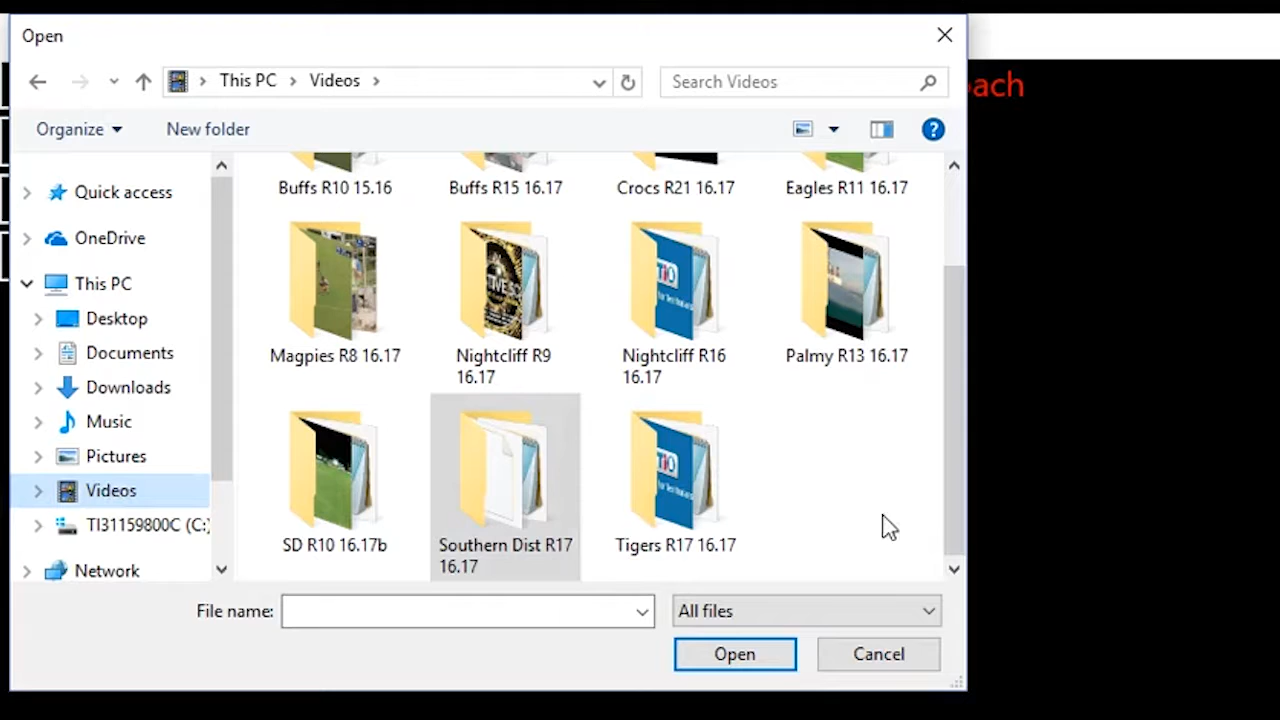 Open
This PC
Videos
Search Videos
ach
Organize
New folder
Quick access
OneDrive
This PC
Desktop
Documents
Downloads
Music
Pictures
Videos
TI31159800C (C:)
Network
Buffs R10 15.16
Buffs R15 16.17
Crocs R21 16.17
Eagles R11 16.17
Magpies R8 16.17
Nightcliff R9
16.17
Nightcliff R16
16.17
Palmy R13 16.17
SD R10 16.17b
Southern Dist R17
16.17
Tigers R17 16.17
File name:
All files
Open
Cancel